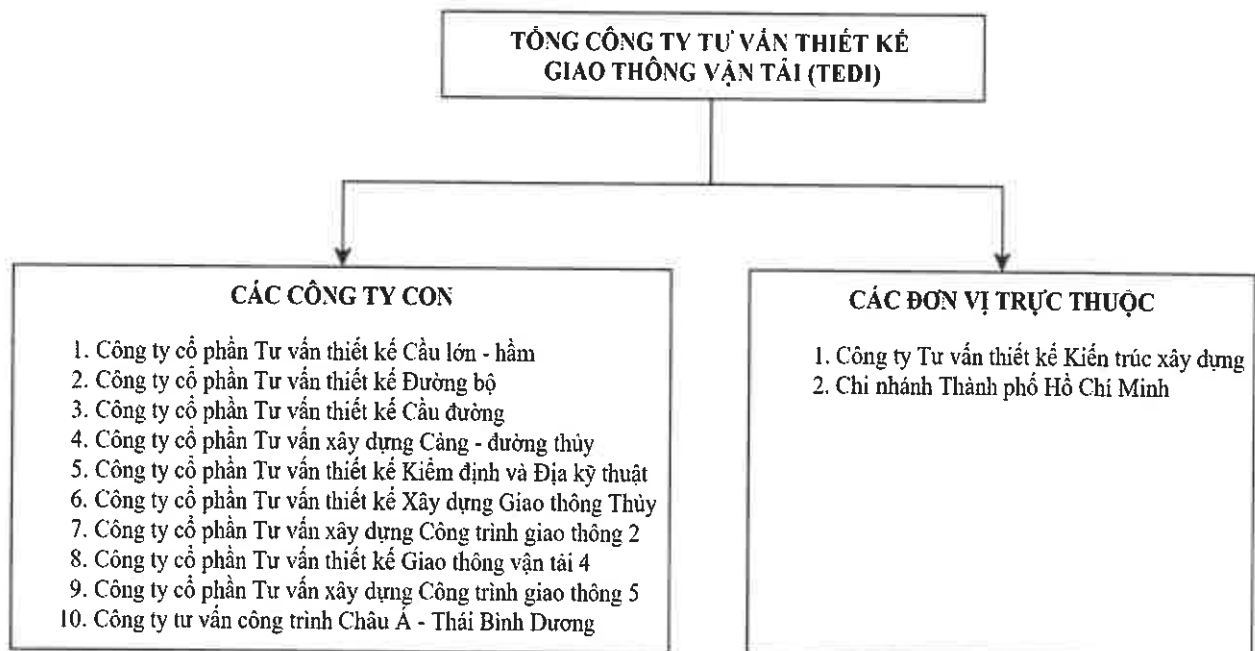 TỔNG CÔNG TY TƯ VẤN THIẾT KẾ
GIAO THÔNG VẬN TẢI (TEDI)
CÁC CÔNG TY CON
1. Công ty cổ phần Tư vấn thiết kế Cầu lớn - hầm
2. Công ty cổ phần Tư vấn thiết kế Đường bộ
3. Công ty cổ phần Tư vấn thiết kế Cầu đường
4. Công ty cổ phần Tư vấn xây dựng Cảng - đường thủy
5. Công ty cổ phần Tư vấn thiết kế Kiểm định và Địa kỹ thuật
6. Công ty cổ phần Tư vấn thiết kế Xây dựng Giao thông Thủy
7. Công ty cổ phần Tư vấn xây dựng Công trình giao thông 2
8. Công ty cổ phần Tư vấn thiết kế Giao thông vận tải 4
9. Công ty cổ phần Tư vấn xây dựng Công trình giao thông 5
10. Công ty tư vấn công trình Châu Á - Thái Bình Dương
CÁC ĐƠN VỊ TRỰC THUỘC
1. Công ty Tư vấn thiết kế Kiến trúc xây dựng
2. Chi nhánh Thành phố Hồ Chí Minh